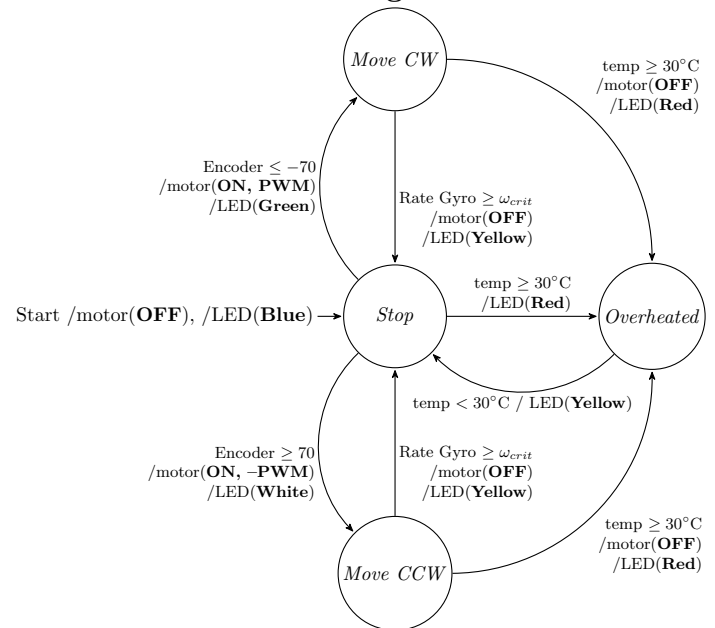 Move CW
temp ≥ 30°C
/motor(OFF)
/LED(Red)
Encoder ≤ −70
/motor(ON, PWM)
/LED(Green)
Rate Gyro ≥ ω_crit
/motor(OFF)
/LED(Yellow)
temp ≥ 30°C
/LED(Red)
Start /motor(OFF), /LED(Blue)
Stop
Overheated
temp < 30°C / LED(Yellow)
Encoder ≥ 70
/motor(ON, −PWM)
/LED(White)
Rate Gyro ≥ ω_crit
/motor(OFF)
/LED(Yellow)
temp ≥ 30°C
/motor(OFF)
/LED(Red)
Move CCW